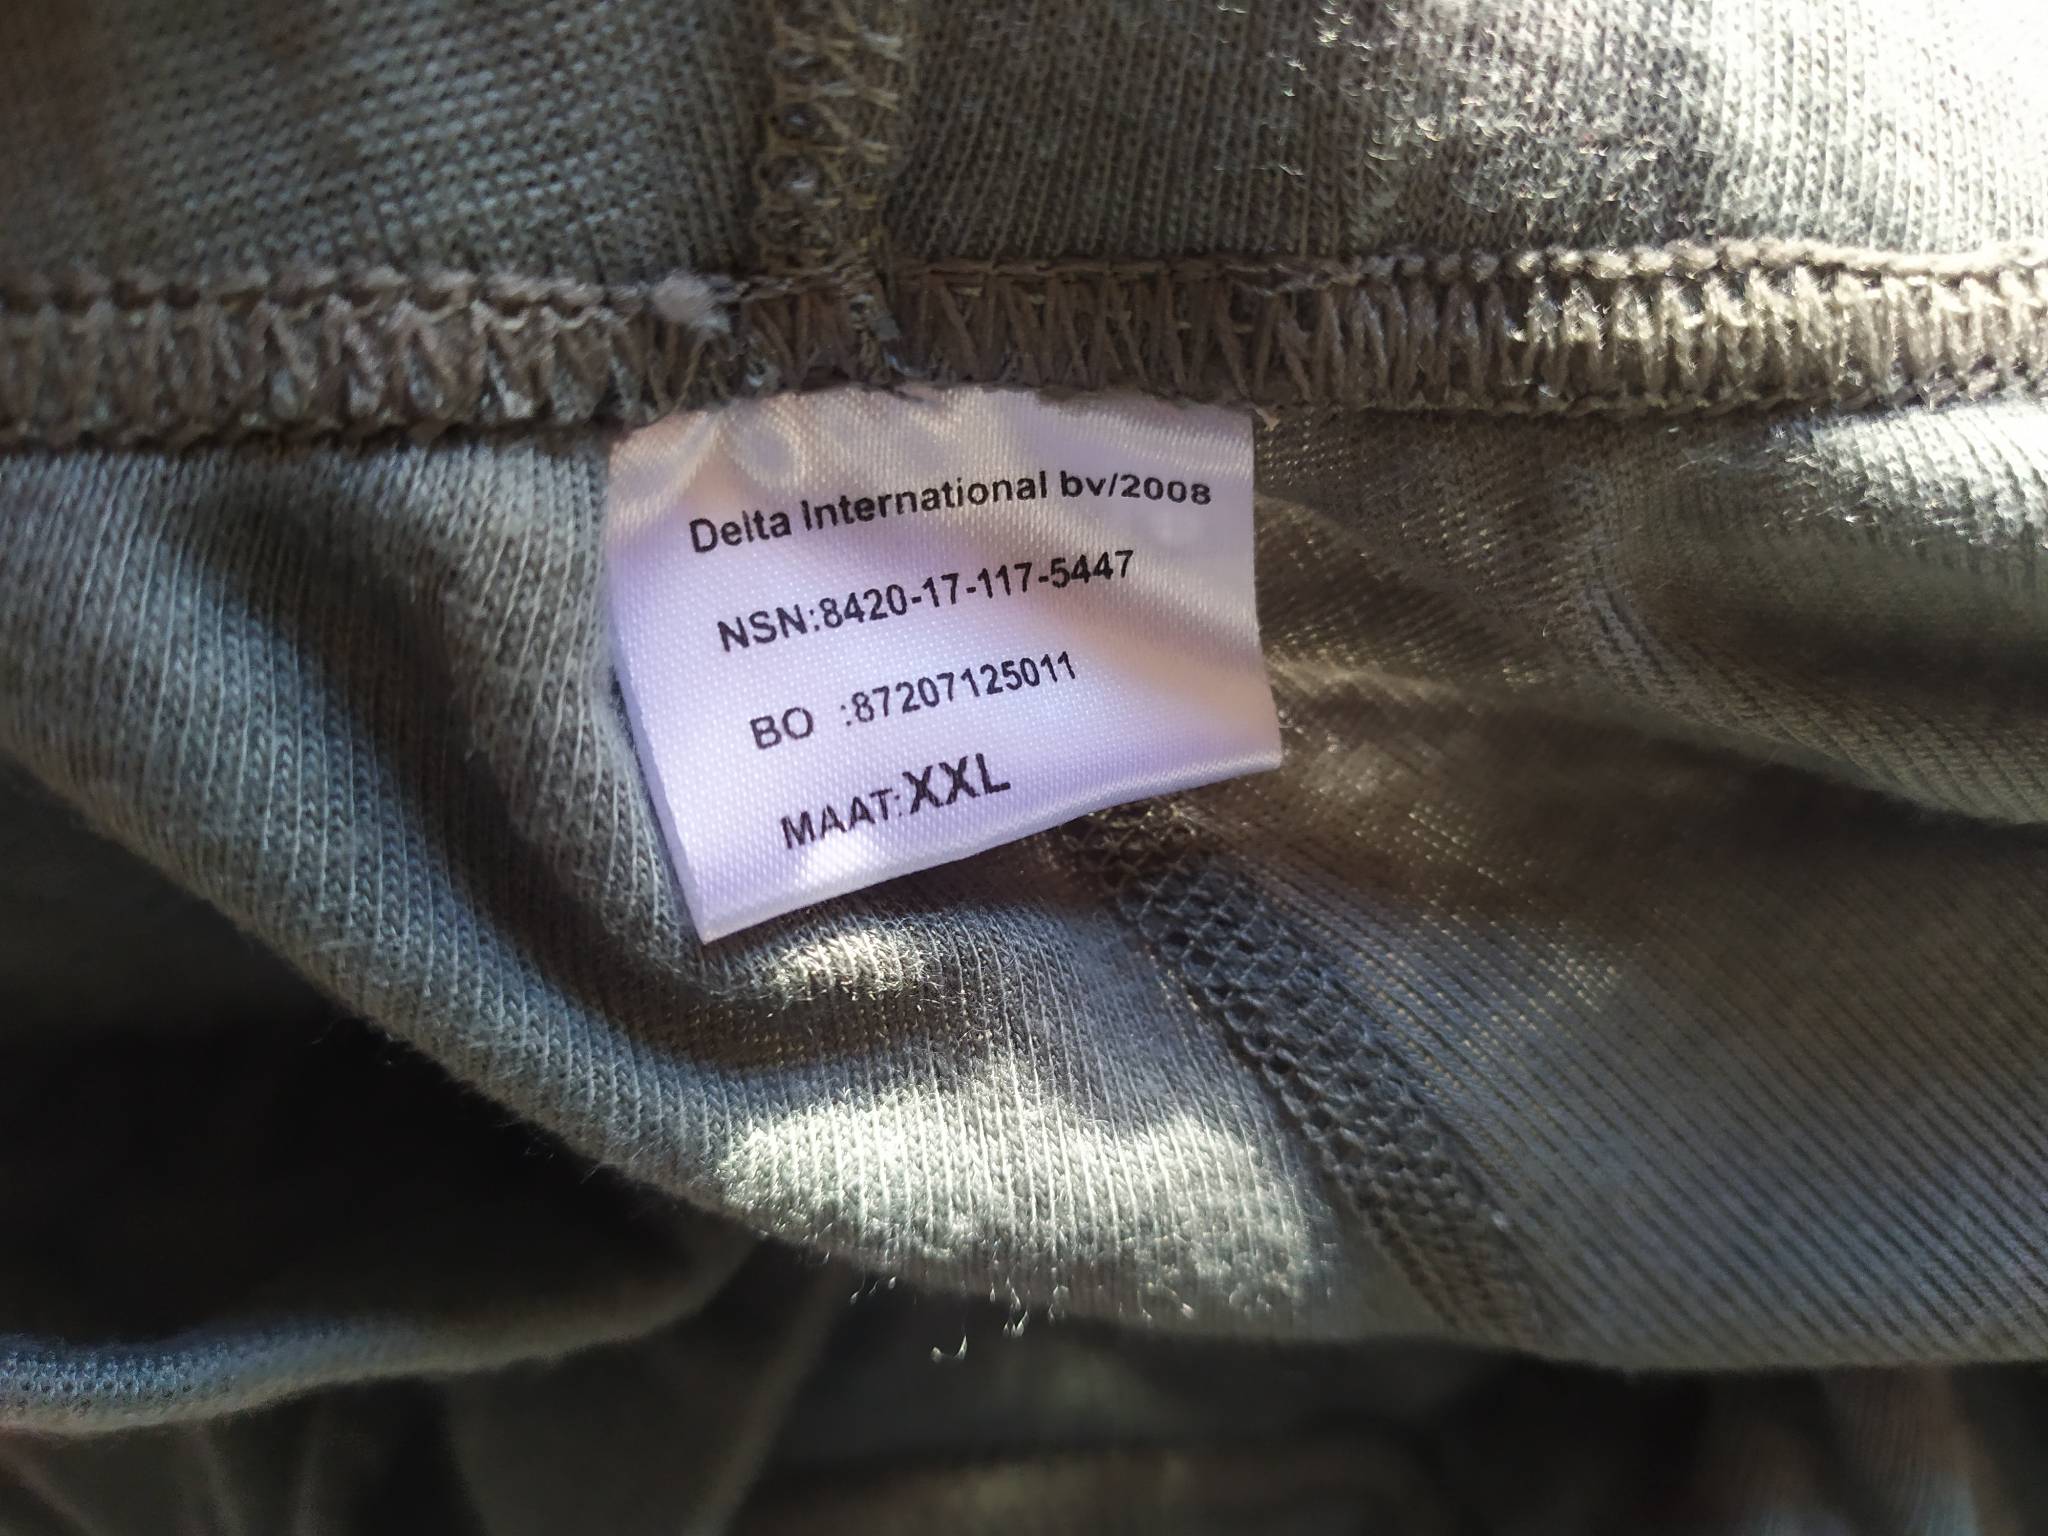 Delta International bv/2008
NSN:8420-17-117-5447
BO :87207125011
MAAT:XXL